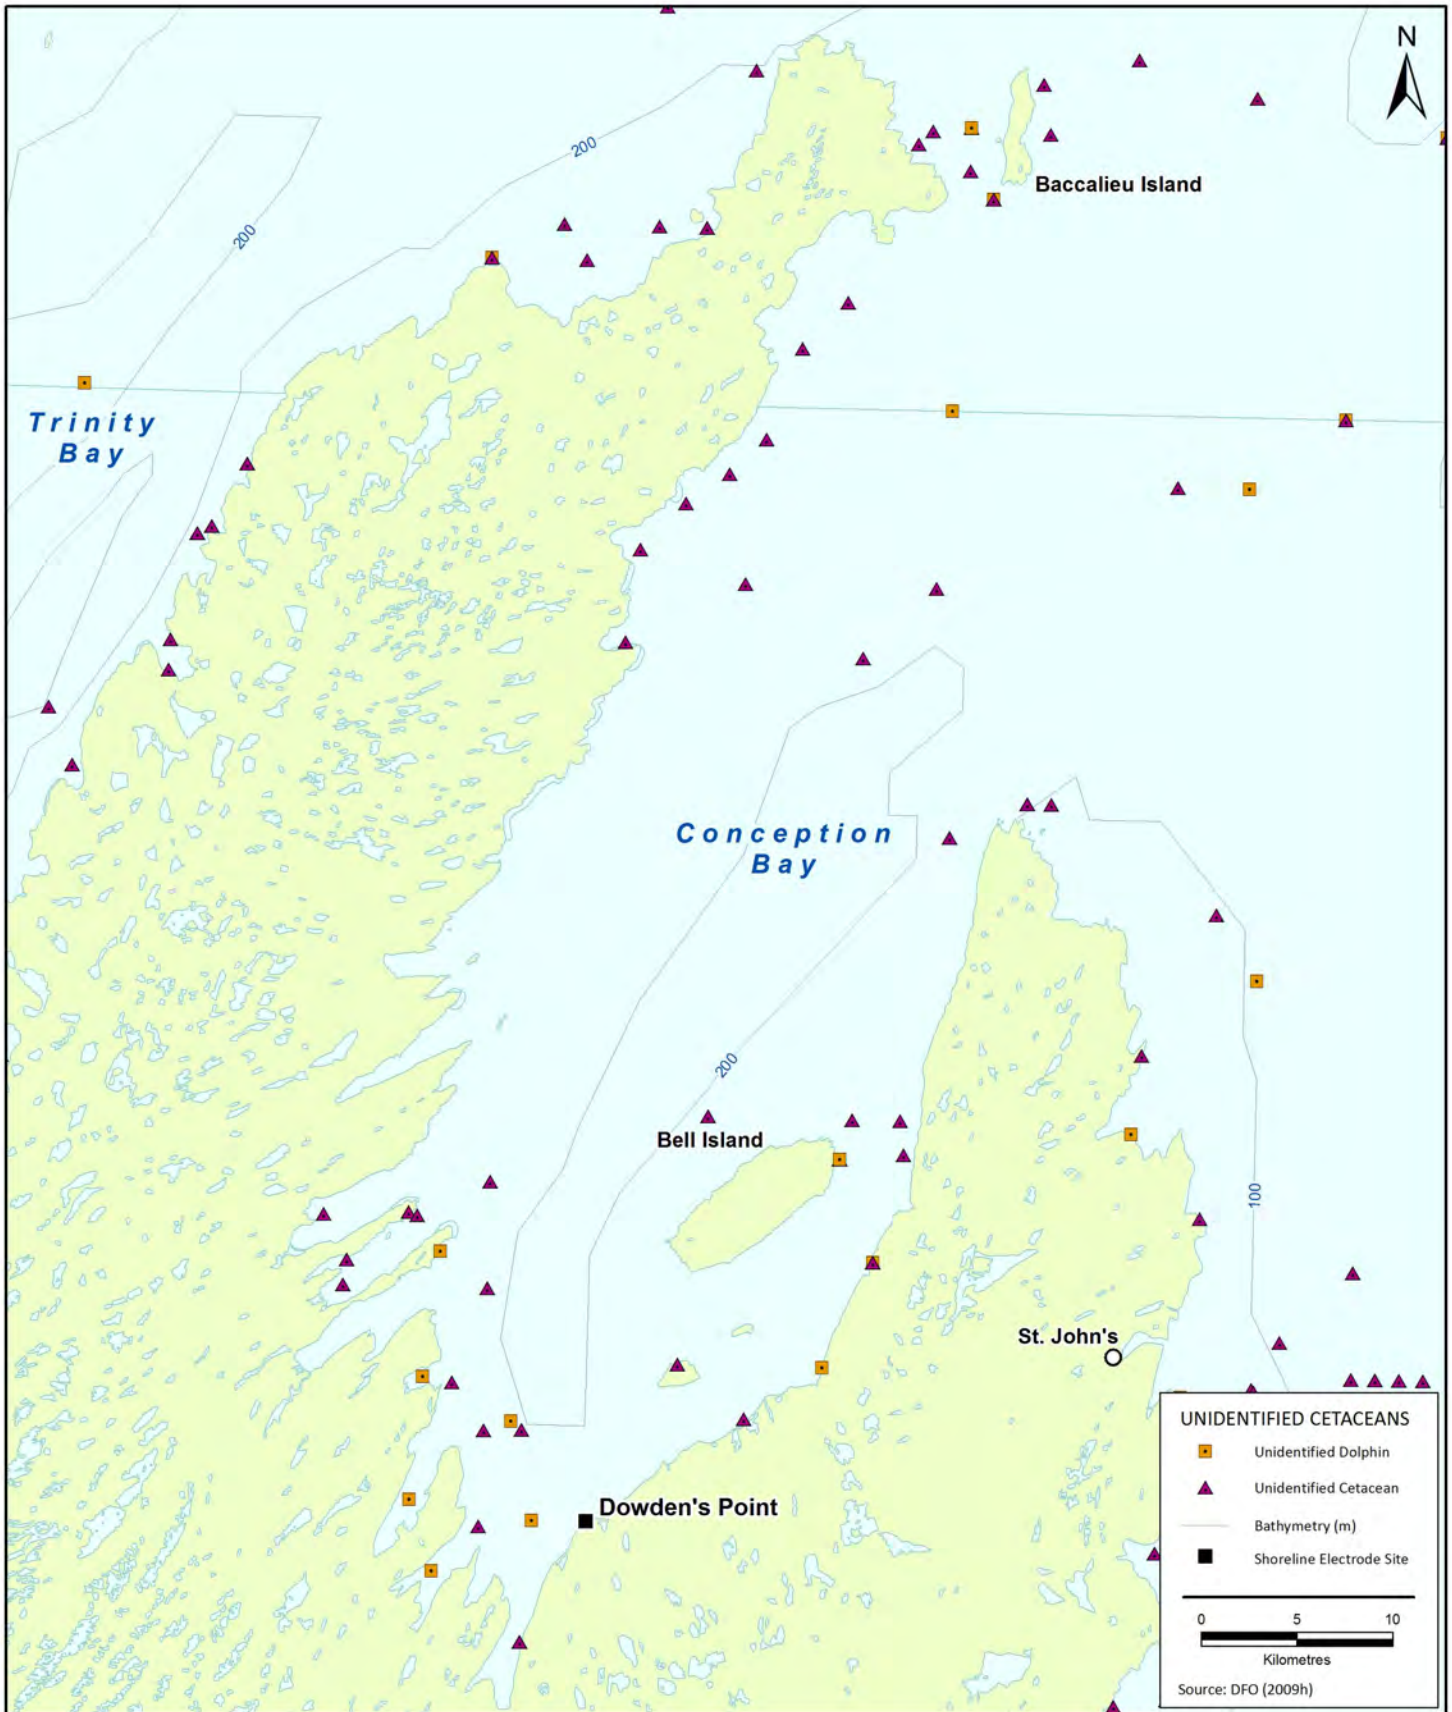 N
200
Baccalieu Island
200
Trinity
Bay
Conception
Bay
200
Bell Island
100
St. John's
Dowden's Point
UNIDENTIFIED CETACEANS
Unidentified Dolphin
Unidentified Cetacean
Bathymetry (m)
Shoreline Electrode Site
0 5 10
Kilometres
Source: DFO (2009h)